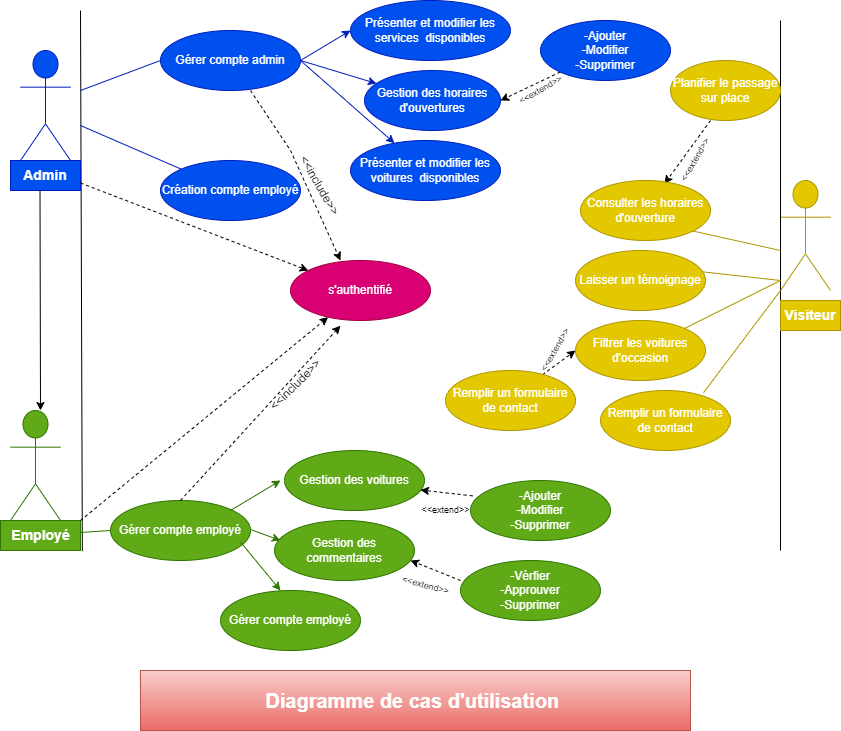 Présenter et modifier les
services  disponibles
-Ajouter
-Modifier
-Supprimer
Gérer compte admin
Gestion des horaires
d'ouvertures
<<extend>>
Planifier le passage
sur place
<<extend>>
Présenter et modifier les
voitures  disponibles
Admin
Création compte employé
<<include>>
Consulter les horaires
d'ouverture
s'authentifié
Laisser un témoignage
Visiteur
Filtrer les voitures
d'occasion
<<extend>>
<<include>>
Remplir un formulaire
de contact
Remplir un formulaire
de contact
Gestion des voitures
-Ajouter
-Modifier
-Supprimer
<<extend>>
Employé
Gérer compte employé
Gestion des
commentaires
<<extend>>
-Vérfier
-Approuver
-Supprimer
Gérer compte employé
Diagramme de cas d'utilisation